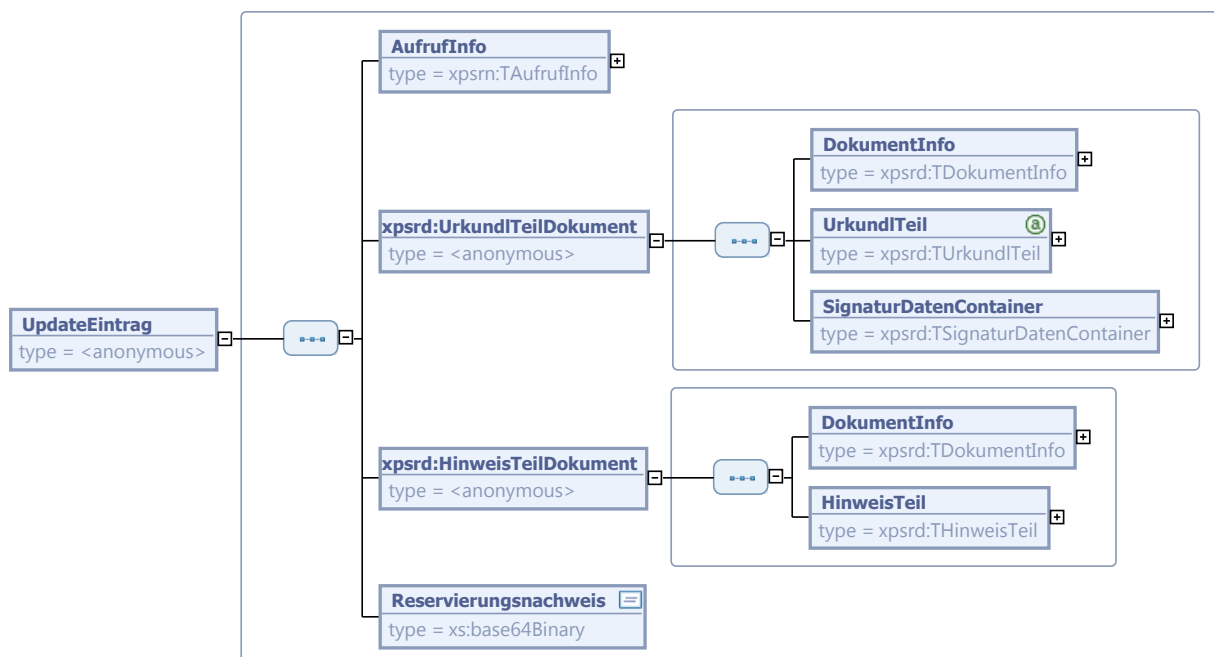 AufrufInfo
type = xpsrn:TAufrufInfo
DokumentInfo
type = xpsrd:TDokumentInfo
xpsrd:UrkundlTeilDokument
type = <anonymous>
UrkundlTeil
type = xpsrd:TUrkundlTeil
SignaturDatenContainer
type = xpsrd:TSignaturDatenContainer
UpdateEintrag
type = <anonymous>
DokumentInfo
type = xpsrd:TDokumentInfo
xpsrd:HinweisTeilDokument
type = <anonymous>
HinweisTeil
type = xpsrd:THinweisTeil
Reservierungsnachweis
type = xs:base64Binary